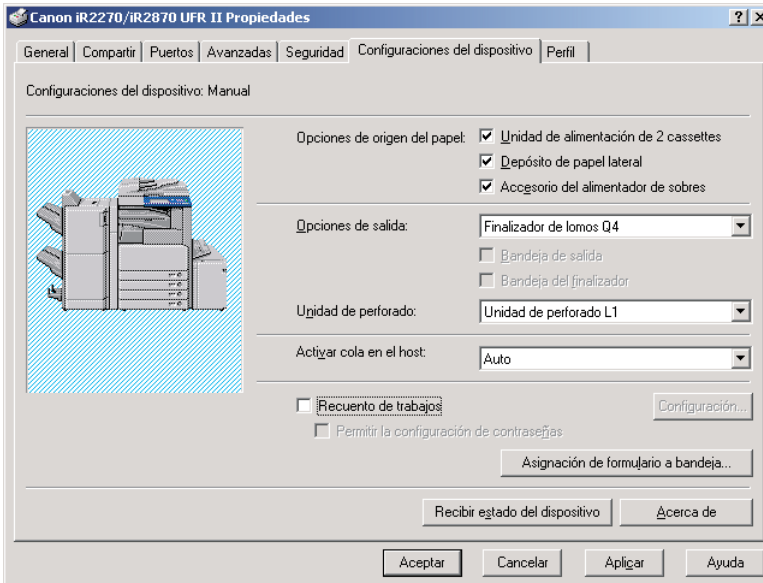 Canon iR2270/iR2870 UFR II Propiedades
General Compartir Puertos Avanzadas Seguridad Configuraciones del dispositivo Perfil
Configuraciones del dispositivo: Manual
Opciones de origen del papel: Unidad de alimentación de 2 cassettes
Depósito de papel lateral
Accesorio del alimentador de sobres
Opciones de salida: Finalizador de lomos Q4
Bandeja de salida
Bandeja del finalizador
Unidad de perforado: Unidad de perforado L1
Activar cola en el host: Auto
Recuento de trabajos Configuración...
Permitir la configuración de contraseñas
Asignación de formulario a bandeja...
Recibir estado del dispositivo Acerca de
Aceptar Cancelar Aplicar Ayuda